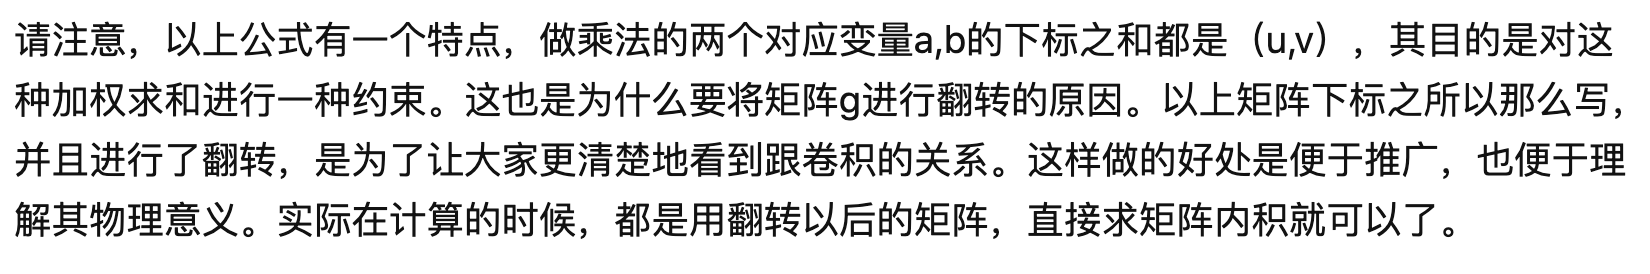 请注意，以上公式有一个特点，做乘法的两个对应变量a,b的下标之和都是（u,v），其目的是对这
种加权求和进行一种约束。这也是为什么要将矩阵g进行翻转的原因。以上矩阵下标之所以那么写，
并且进行了翻转，是为了让大家更清楚地看到跟卷积的关系。这样做的好处是便于推广，也便于理
解其物理意义。实际在计算的时候，都是用翻转以后的矩阵，直接求矩阵内积就可以了。